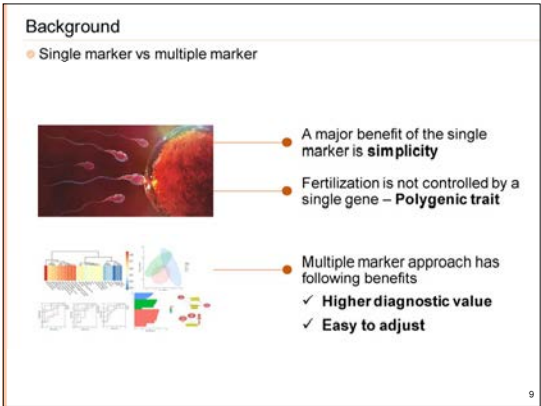 Background
Single marker vs multiple marker
A major benefit of the single
marker is simplicity
Fertilization is not controlled by a
single gene – Polygenic trait
Multiple marker approach has
following benefits
✓ Higher diagnostic value
✓ Easy to adjust
9